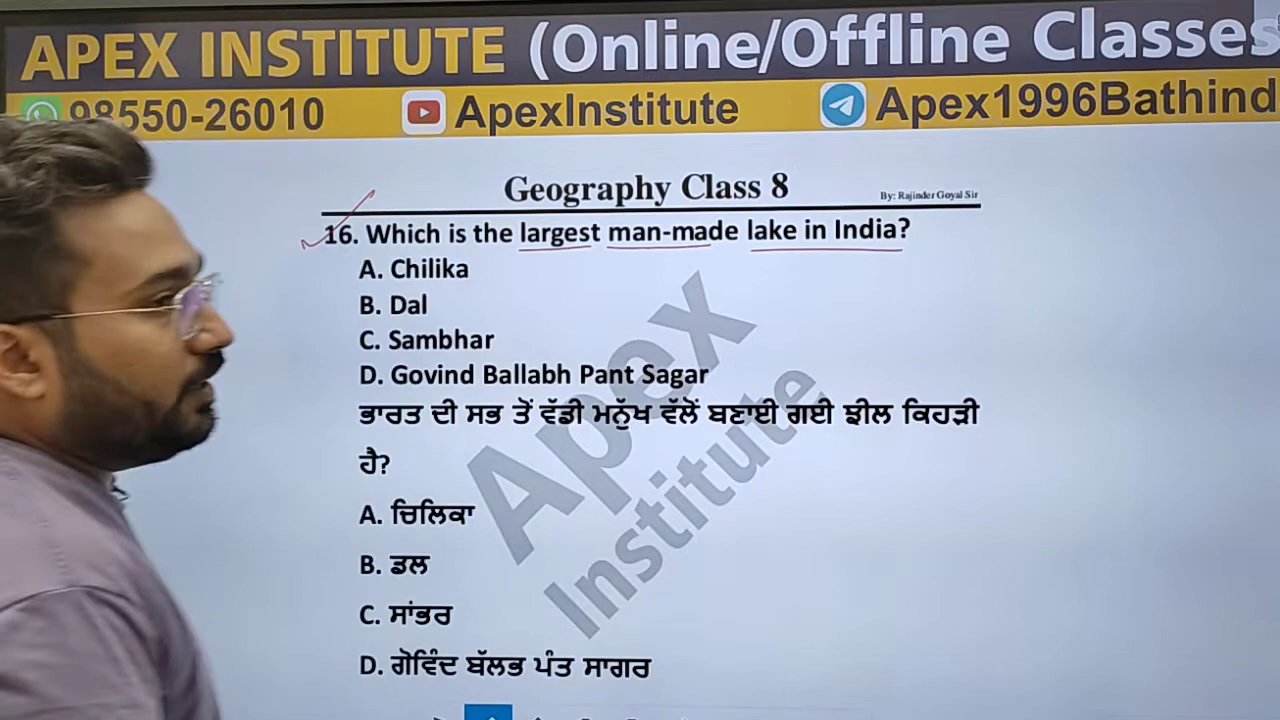 APEX INSTITUTE (Online/Offline Classes
98550-26010 ApexInstitute Apex1996Bathind
Geography Class 8
By: Rajinder Goyal Sir
16. Which is the largest man-made lake in India?
A. Chilika
B. Dal
C. Sambhar
D. Govind Ballabh Pant Sagar
ਭਾਰਤ ਦੀ ਸਭ ਤੋਂ ਵੱਡੀ ਮਨੁੱਖ ਵੱਲੋਂ ਬਣਾਈ ਗਈ ਝੀਲ ਕਿਹੜੀ
ਹੈ?
A. ਚਿਲਿਕਾ
B. ਡਲ
C. ਸਾਂਭਰ
D. ਗੋਵਿੰਦ ਬੱਲਭ ਪੰਤ ਸਾਗਰ
Apex
Institute